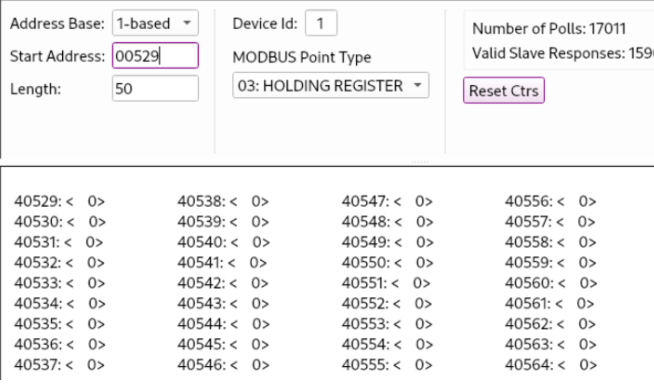 Address Base: 1-based
Start Address: 00529
Length: 50
Device Id: 1
MODBUS Point Type
03: HOLDING REGISTER
Number of Polls: 17011
Valid Slave Responses: 159
Reset Ctrs
40529: < 0> 40538: < 0> 40547: < 0> 40556: < 0>
40530: < 0> 40539: < 0> 40548: < 0> 40557: < 0>
40531: < 0> 40540: < 0> 40549: < 0> 40558: < 0>
40532: < 0> 40541: < 0> 40550: < 0> 40559: < 0>
40533: < 0> 40542: < 0> 40551: < 0> 40560: < 0>
40534: < 0> 40543: < 0> 40552: < 0> 40561: < 0>
40535: < 0> 40544: < 0> 40553: < 0> 40562: < 0>
40536: < 0> 40545: < 0> 40554: < 0> 40563: < 0>
40537: < 0> 40546: < 0> 40555: < 0> 40564: < 0>